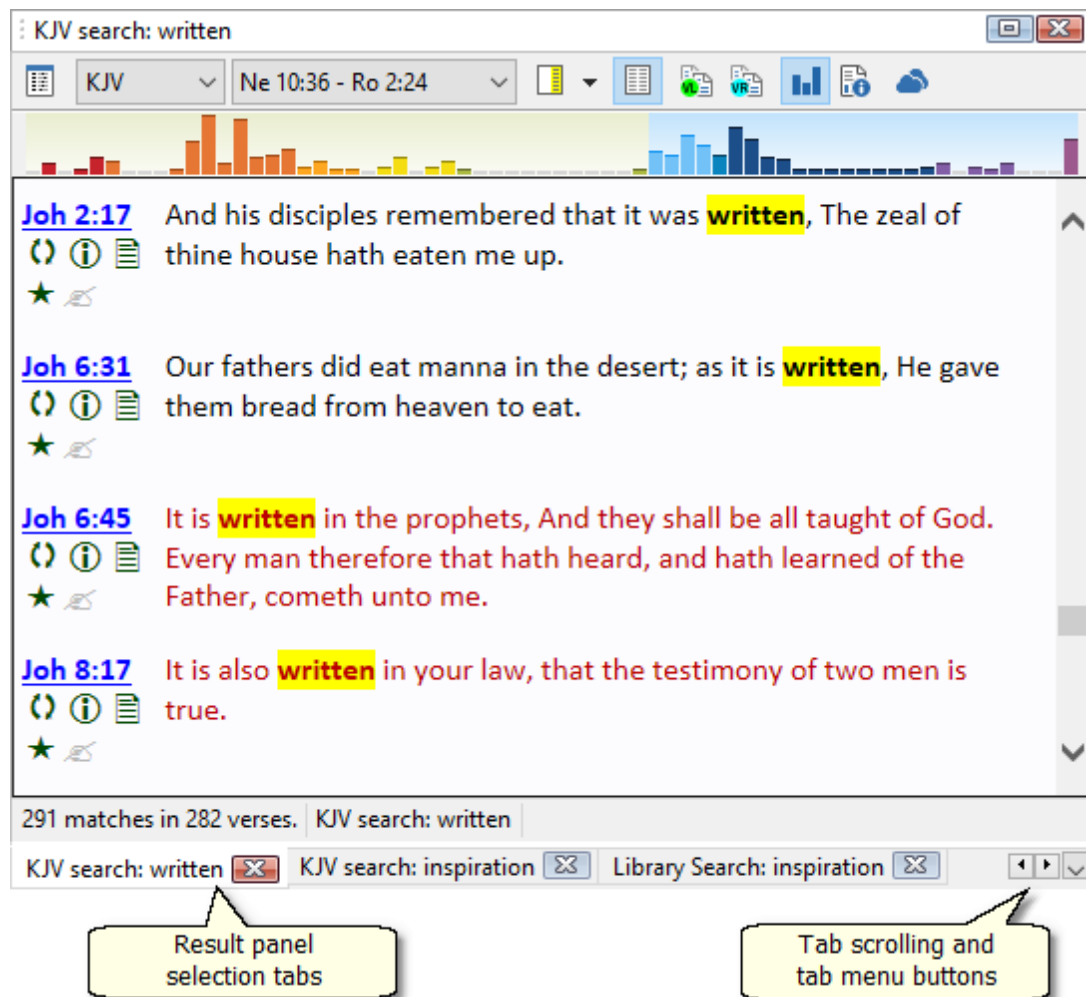 KJV search: written
KJV
Ne 10:36 - Ro 2:24
VL
VR
Joh 2:17 And his disciples remembered that it was written, The zeal of
thine house hath eaten me up.
Joh 6:31 Our fathers did eat manna in the desert; as it is written, He gave
them bread from heaven to eat.
Joh 6:45 It is written in the prophets, And they shall be all taught of God.
Every man therefore that hath heard, and hath learned of the
Father, cometh unto me.
Joh 8:17 It is also written in your law, that the testimony of two men is
true.
291 matches in 282 verses. KJV search: written
KJV search: written KJV search: inspiration Library Search: inspiration
Result panel
selection tabs
Tab scrolling and
tab menu buttons